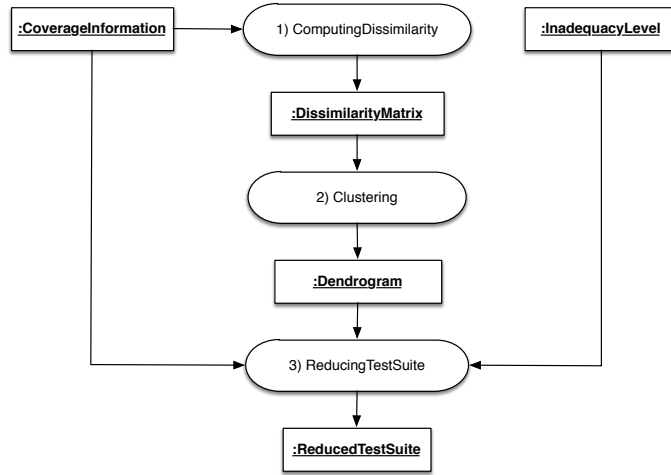 :CoverageInformation
1) ComputingDissimilarity
:InadequacyLevel
:DissimilarityMatrix
2) Clustering
:Dendrogram
3) ReducingTestSuite
:ReducedTestSuite